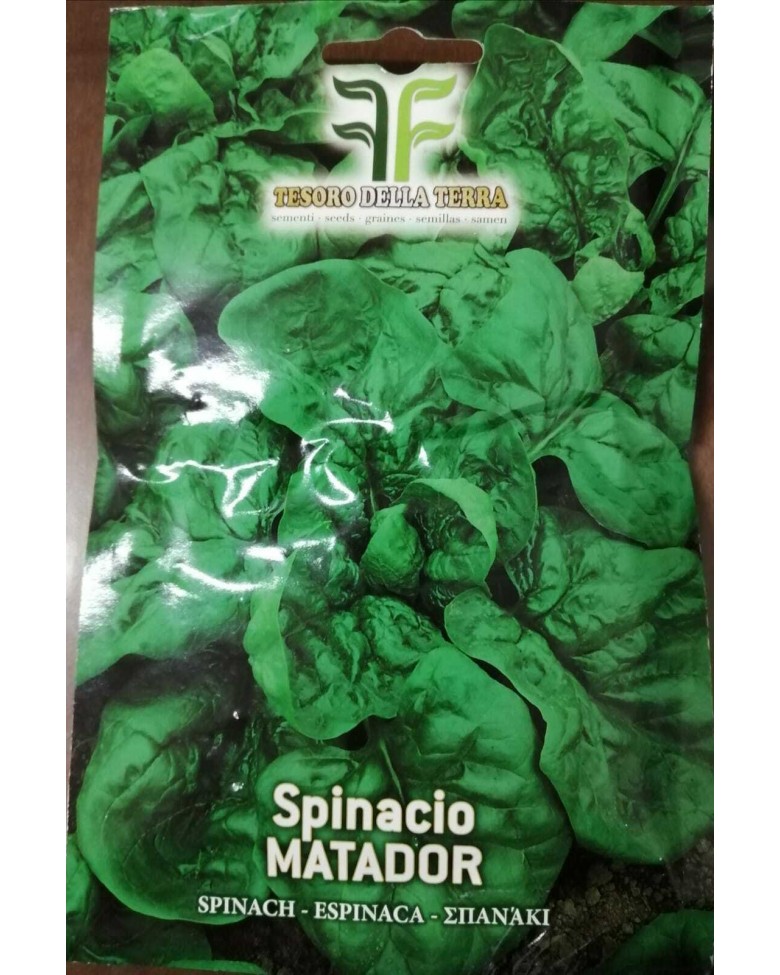 TESORO DELLA TERRA
sementi · seeds · graines · semillas · samen
Spinacio
MATADOR
SPINACH - ESPINACA - ΣΠΑΝΆΚΙ